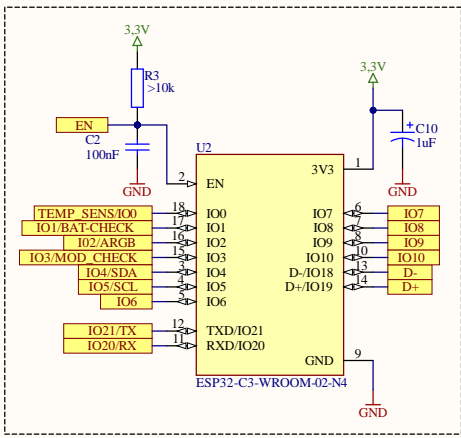 3,3V
3,3V
R3
>10k
EN
C2
100nF
C10
1uF
GND
GND
U2
2
EN
3V3
1
TEMP_SENS/IO0
18
IO0
IO7
6
IO7
IO1/BAT-CHECK
17
IO1
IO8
7
IO8
I02/ARGB
16
IO2
IO9
8
IO9
IO3/MOD_CHECK
15
IO3
IO10
10
IO10
IO4/SDA
3
IO4
D-/IO18
13
D-
IO5/SCL
4
IO5
D+/IO19
14
D+
IO6
5
IO6
IO21/TX
12
TXD/IO21
IO20/RX
11
RXD/IO20
GND
9
ESP32-C3-WROOM-02-N4
GND